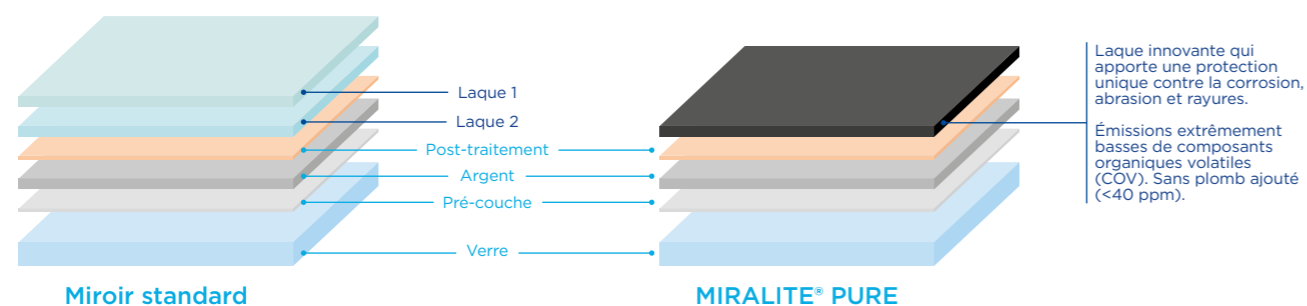 Laque 1
Laque 2
Post-traitement
Argent
Pré-couche
Verre
Miroir standard
MIRALITE® PURE
Laque innovante qui
apporte une protection
unique contre la corrosion,
abrasion et rayures.
Émissions extrêmement
basses de composants
organiques volatiles
(COV). Sans plomb ajouté
(<40 ppm).